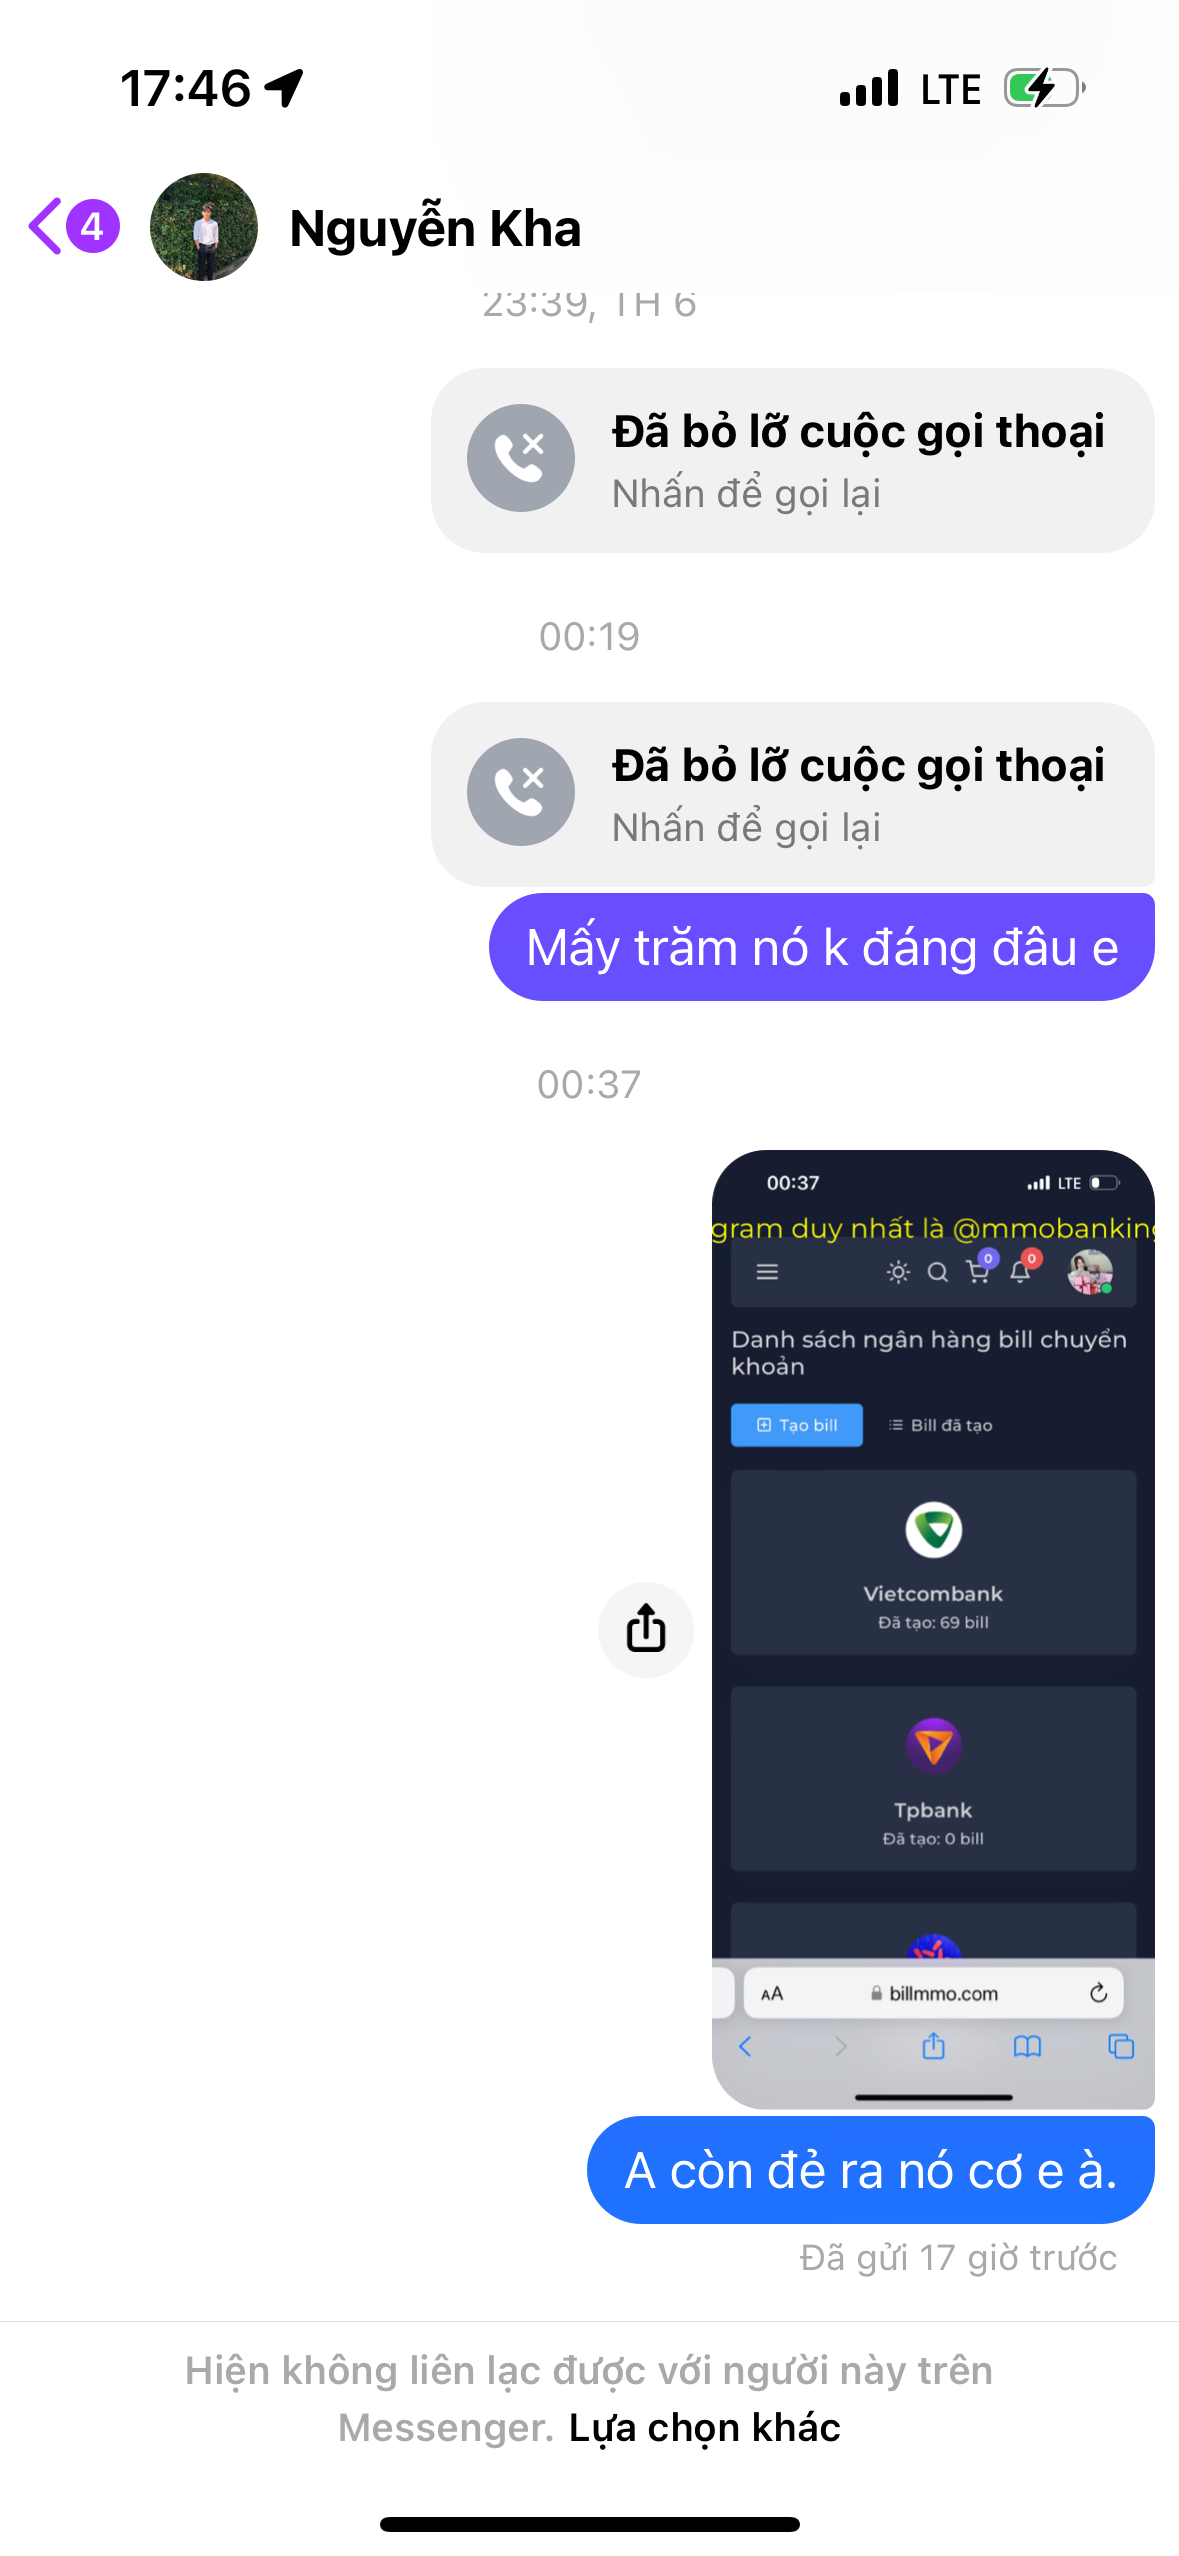 17:46
LTE
4
Nguyễn Kha
23:39, TH 6
Đã bỏ lỡ cuộc gọi thoại
Nhấn để gọi lại
00:19
Đã bỏ lỡ cuộc gọi thoại
Nhấn để gọi lại
Mấy trăm nó k đáng đâu e
00:37
00:37
LTE
gram duy nhất là @mmobanking
0
0
Danh sách ngân hàng bill chuyển
khoản
Tạo bill
Bill đã tạo
Vietcombank
Đã tạo: 69 bill
Tpbank
Đã tạo: 0 bill
AA
billmmo.com
A còn đẻ ra nó cơ e à.
Đã gửi 17 giờ trước
Hiện không liên lạc được với người này trên
Messenger. Lựa chọn khác